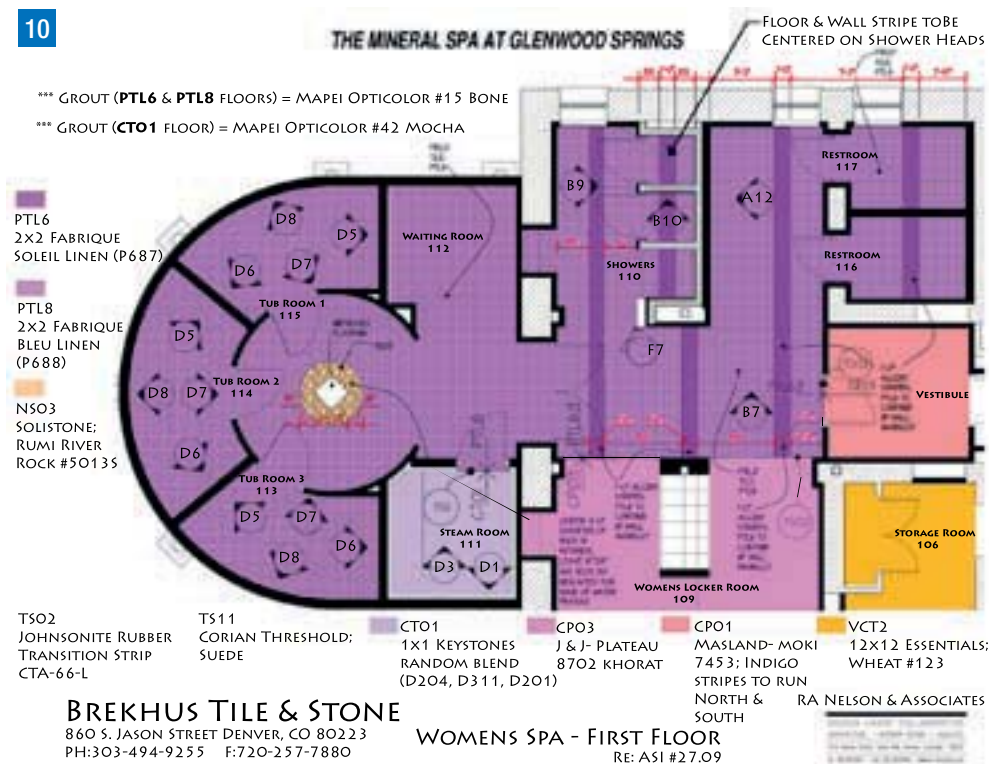 10
THE MINERAL SPA AT GLENWOOD SPRINGS
FLOOR & WALL STRIPE TOBE
CENTERED ON SHOWER HEADS
*** GROUT (PTL6 & PTL8 FLOORS) = MAPEI OPTICOLOR #15 BONE
*** GROUT (CTO1 FLOOR) = MAPEI OPTICOLOR #42 MOCHA
PTL6
2X2 FABRIQUE
SOLEIL LINEN (P687)
PTL8
2X2 FABRIQUE
BLEU LINEN
(P688)
NSO3
SOLISTONE;
RUMI RIVER
ROCK #5013S
D8
D5
D6
D7
TUB ROOM 1
115
WAITING ROOM
112
B9
B10
SHOWERS
110
A12
RESTROOM
117
RESTROOM
116
D5
D8
D7
D6
TUB ROOM 2
114
F7
B7
VESTIBULE
TUB ROOM 3
113
D5
D7
D8
D6
STEAM ROOM
111
D3
D1
WOMENS LOCKER ROOM
109
STORAGE ROOM
106
TSO2
JOHNSONITE RUBBER
TRANSITION STRIP
CTA-66-L
TS11
CORIAN THRESHOLD;
SUEDE
CTO1
1X1 KEYSTONES
RANDOM BLEND
(D204, D311, D201)
CPO3
J & J- PLATEAU
8702 KHORAT
CPO1
MASLAND- MOKI
7453; INDIGO
STRIPES TO RUN
NORTH &
SOUTH
VCT2
12X12 ESSENTIALS;
WHEAT #123
BREKHUS TILE & STONE
860 S. JASON STREET DENVER, CO 80223
PH:303-494-9255 F:720-257-7880
WOMENS SPA - FIRST FLOOR
RE: ASI #27.09
RA NELSON & ASSOCIATES